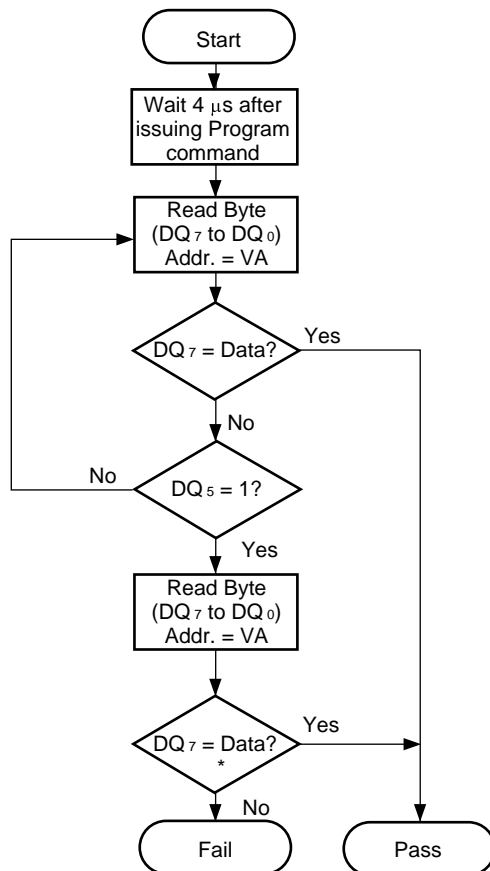 Start
Wait 4 μs after
issuing Program
command
Read Byte
(DQ7 to DQ0)
Addr. = VA
DQ7 = Data?
Yes
No
DQ5 = 1?
No
Yes
Read Byte
(DQ7 to DQ0)
Addr. = VA
DQ7 = Data?
*
Yes
No
Fail
Pass